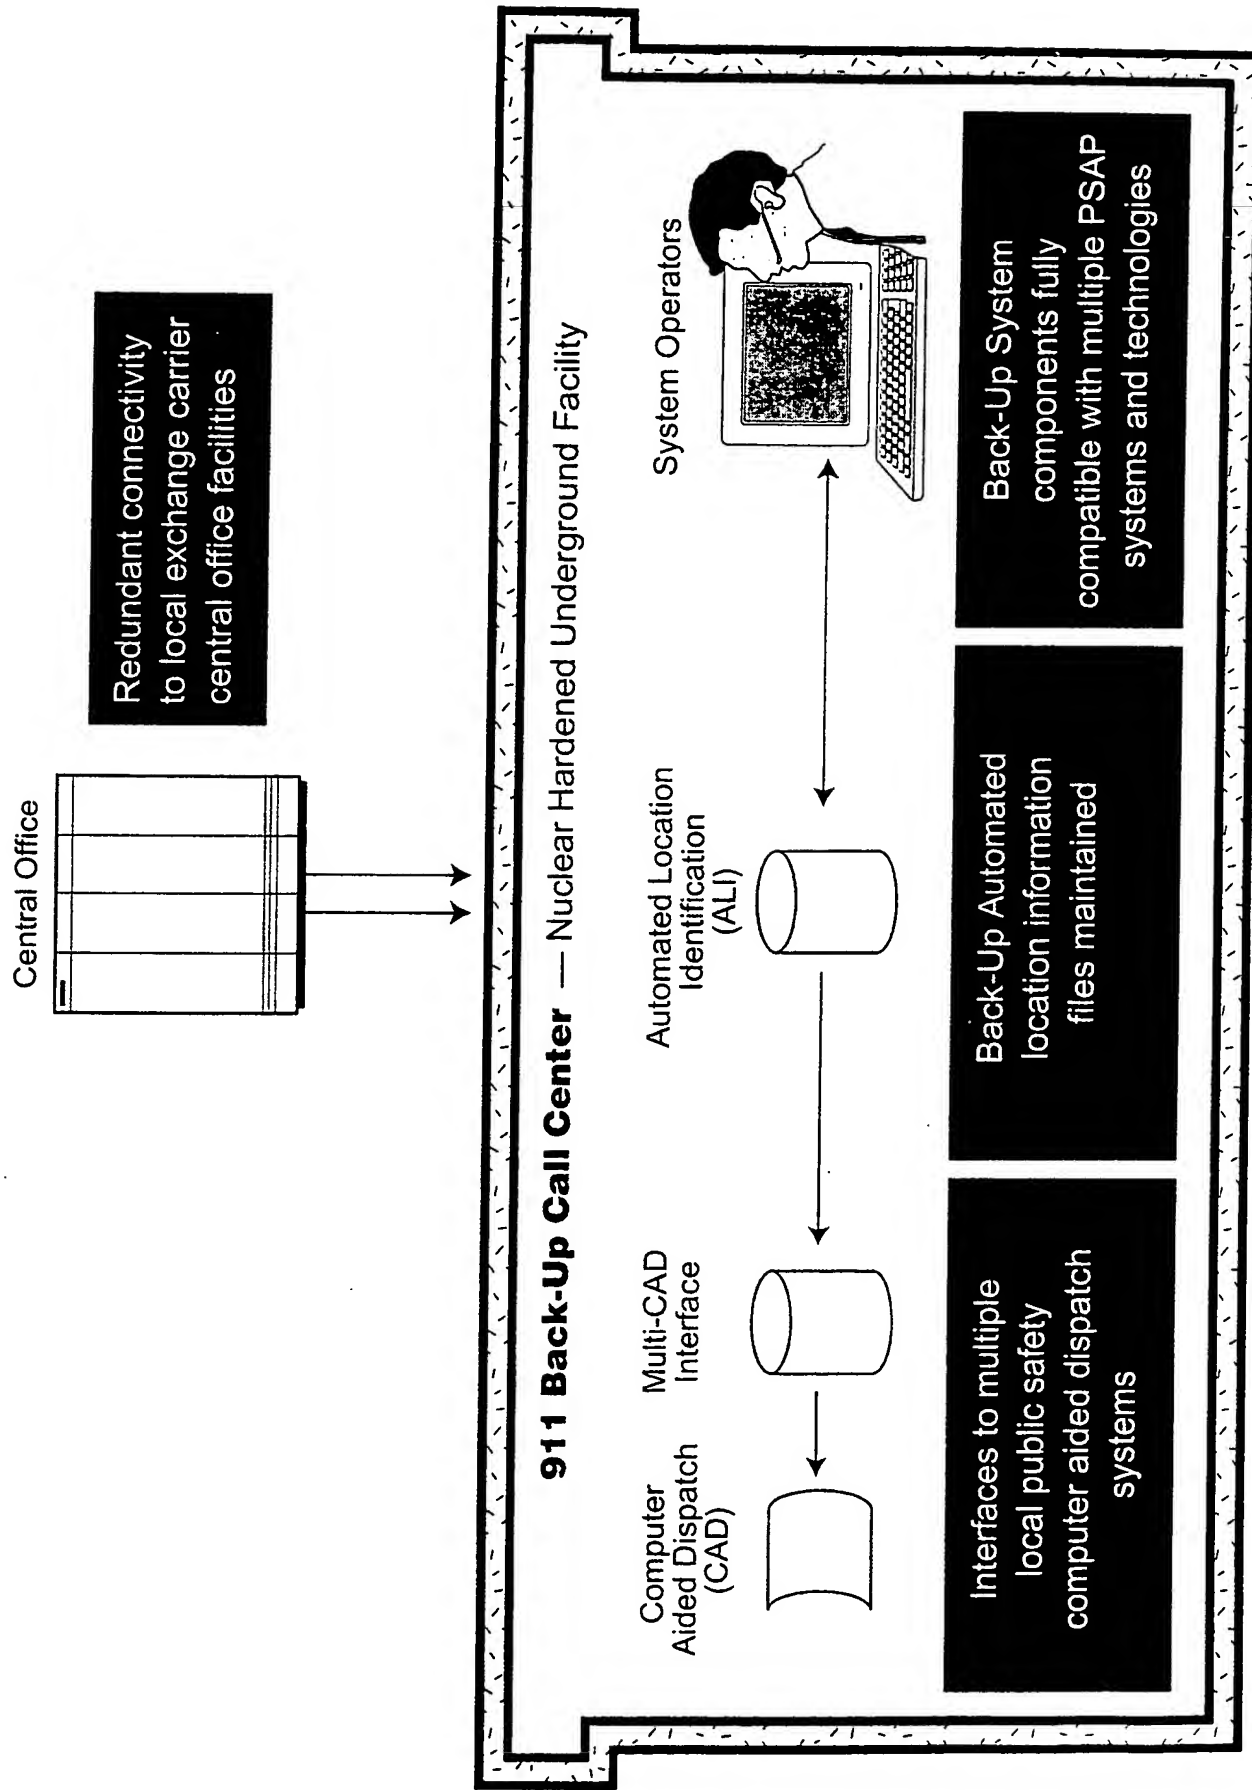 Central Office
Redundant connectivity
to local exchange carrier
central office facilities
911 Back-Up Call Center — Nuclear Hardened Underground Facility
Computer
Aided Dispatch
(CAD)
Multi-CAD
Interface
Automated Location
Identification
(ALI)
System Operators
Interfaces to multiple
local public safety
computer aided dispatch
systems
Back-Up Automated
location information
files maintained
Back-Up System
components fully
compatible with multiple PSAP
systems and technologies